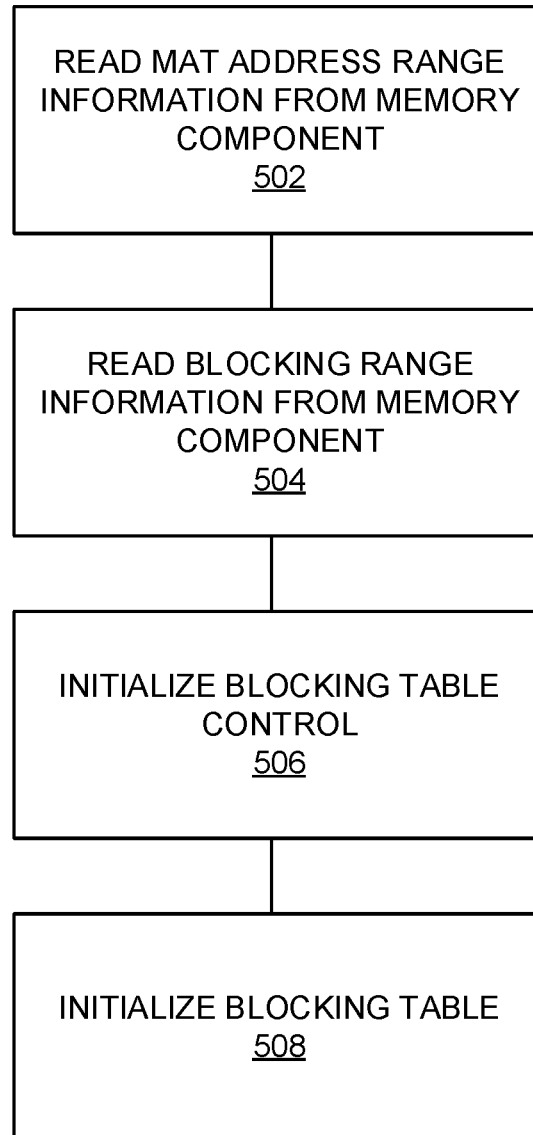 READ MAT ADDRESS RANGE
INFORMATION FROM MEMORY
COMPONENT
502
READ BLOCKING RANGE
INFORMATION FROM MEMORY
COMPONENT
504
INITIALIZE BLOCKING TABLE
CONTROL
506
INITIALIZE BLOCKING TABLE
508